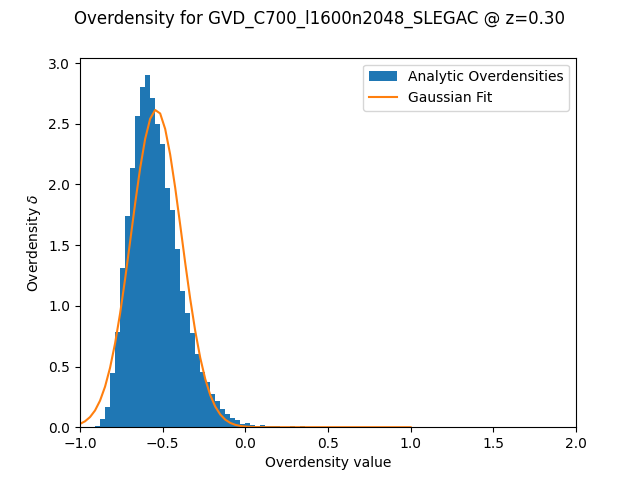 Overdensity for GVD_C700_l1600n2048_SLEGAC @ z=0.30
Analytic Overdensities
Gaussian Fit
Overdensity δ
3.0
2.5
2.0
1.5
1.0
0.5
0.0
−1.0 −0.5 0.0 0.5 1.0 1.5 2.0
Overdensity value